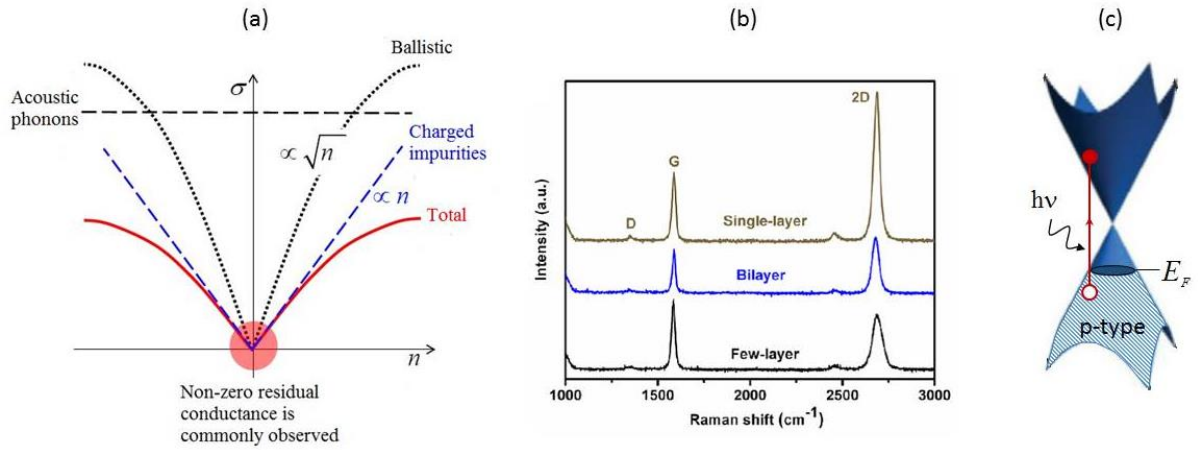 (a)
(b)
(c)
Ballistic
σ
Acoustic
phonons
Charged
impurities
∝ √n
∝ n
Total
n
Non-zero residual
conductance is
commonly observed
2D
G
D
Single-layer
Bilayer
Few-layer
Intensity (a.u.)
1000 1500 2000 2500 3000
Raman shift (cm⁻¹)
hν
E_F
p-type